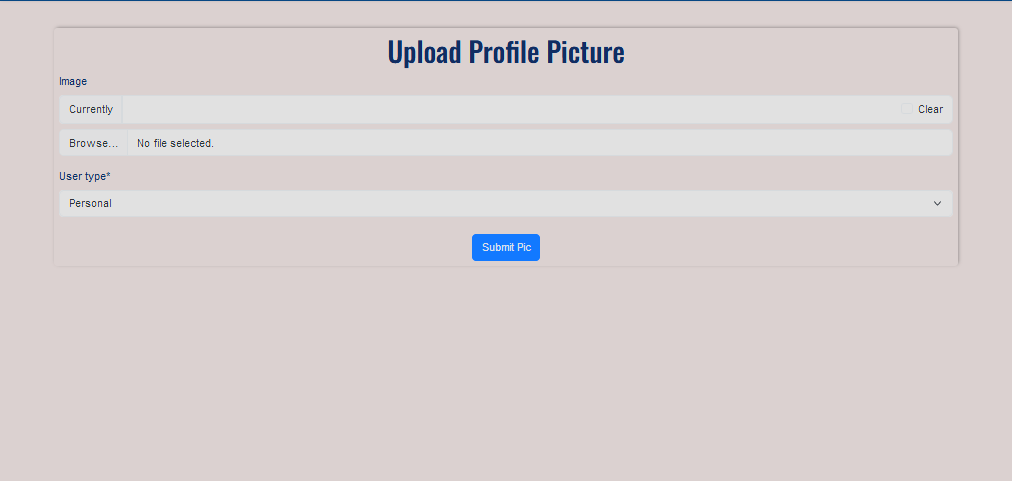 Upload Profile Picture
Image
Currently Clear
Browse... No file selected.
User type*
Personal
Submit Pic